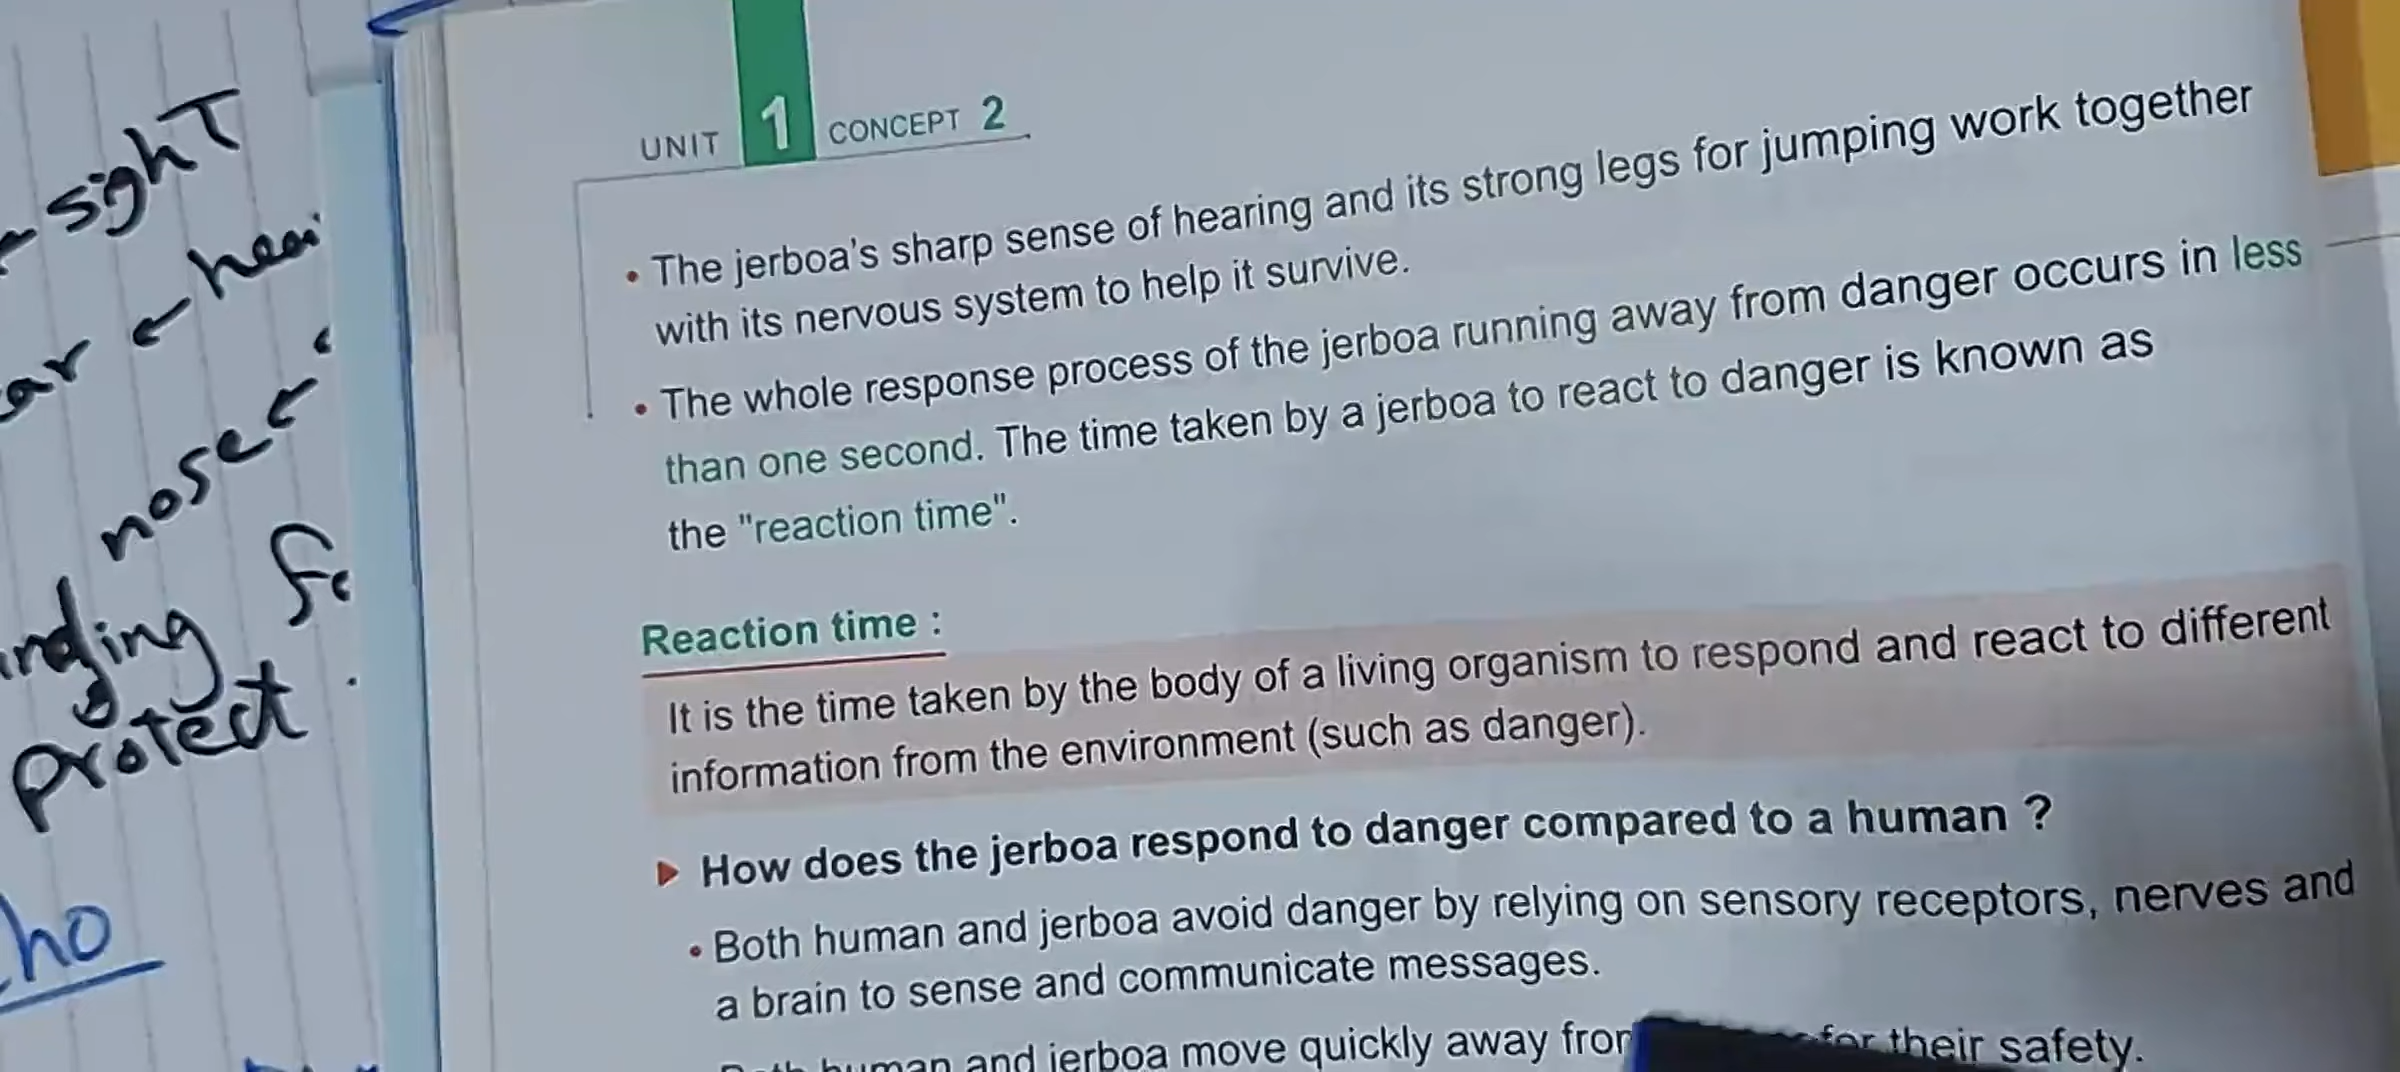 sight
nose
protect
UNIT 1 CONCEPT 2
• The jerboa's sharp sense of hearing and its strong legs for jumping work together
with its nervous system to help it survive.
• The whole response process of the jerboa running away from danger occurs in less
than one second. The time taken by a jerboa to react to danger is known as
the "reaction time".
Reaction time :
It is the time taken by the body of a living organism to respond and react to different
information from the environment (such as danger).
How does the jerboa respond to danger compared to a human ?
• Both human and jerboa avoid danger by relying on sensory receptors, nerves and
a brain to sense and communicate messages.
human and jerboa move quickly away for their safety.